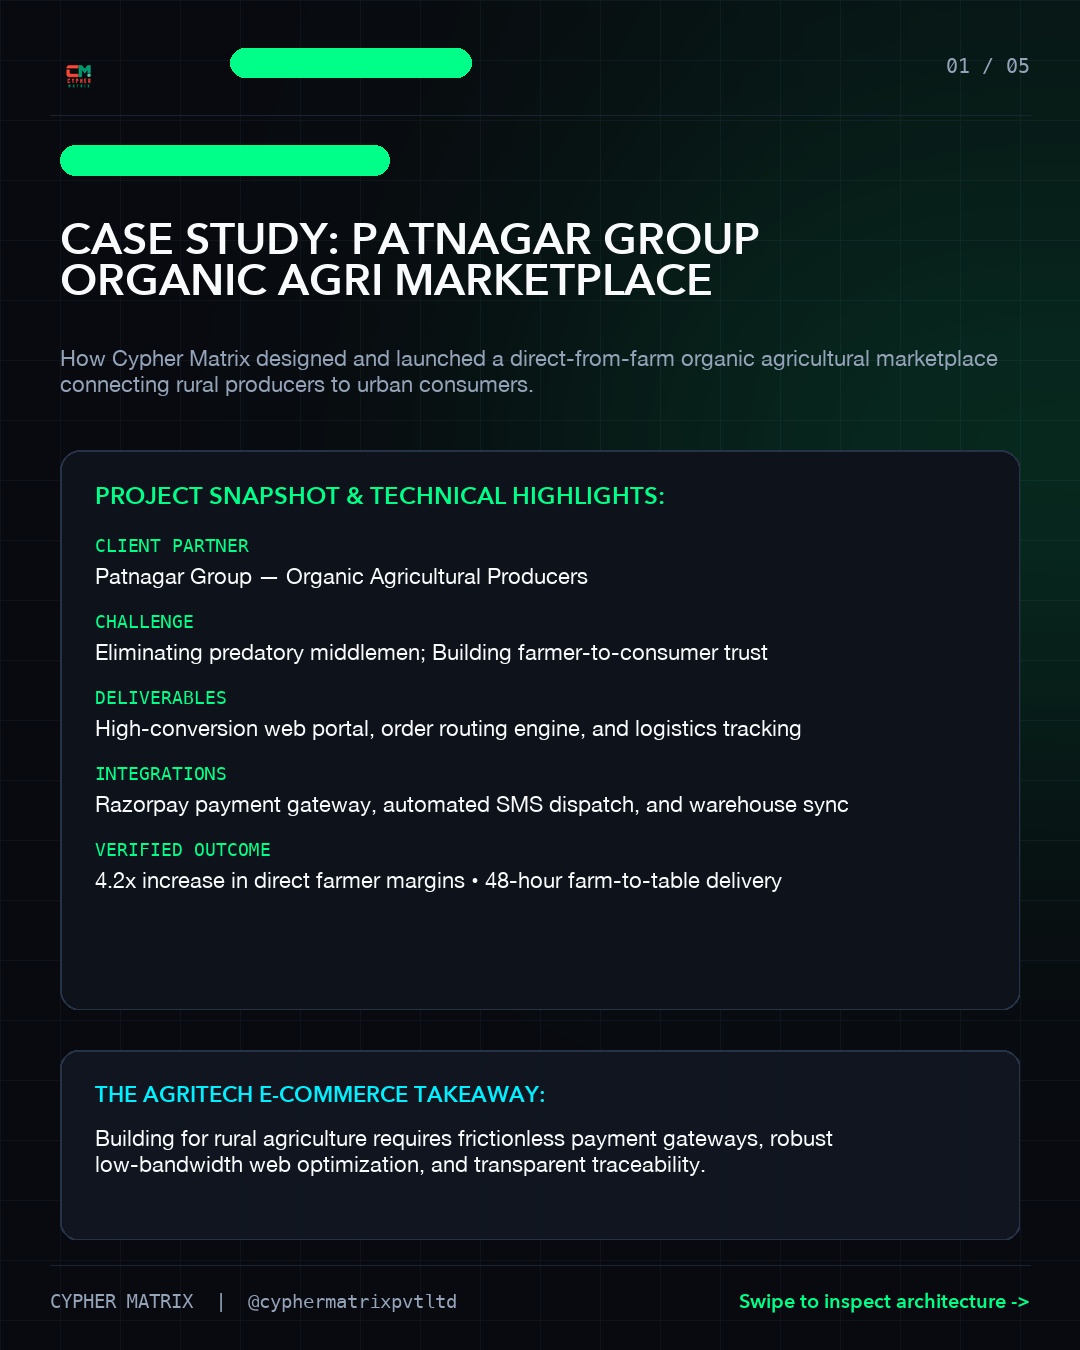 CM
CYPHER
MATRIX
01 / 05
CASE STUDY: PATNAGAR GROUP
ORGANIC AGRI MARKETPLACE
How Cypher Matrix designed and launched a direct-from-farm organic agricultural marketplace
connecting rural producers to urban consumers.
PROJECT SNAPSHOT & TECHNICAL HIGHLIGHTS:
CLIENT PARTNER
Patnagar Group — Organic Agricultural Producers
CHALLENGE
Eliminating predatory middlemen; Building farmer-to-consumer trust
DELIVERABLES
High-conversion web portal, order routing engine, and logistics tracking
INTEGRATIONS
Razorpay payment gateway, automated SMS dispatch, and warehouse sync
VERIFIED OUTCOME
4.2x increase in direct farmer margins • 48-hour farm-to-table delivery
THE AGRITECH E-COMMERCE TAKEAWAY:
Building for rural agriculture requires frictionless payment gateways, robust
low-bandwidth web optimization, and transparent traceability.
CYPHER MATRIX | @cyphermatrixpvtltd
Swipe to inspect architecture ->